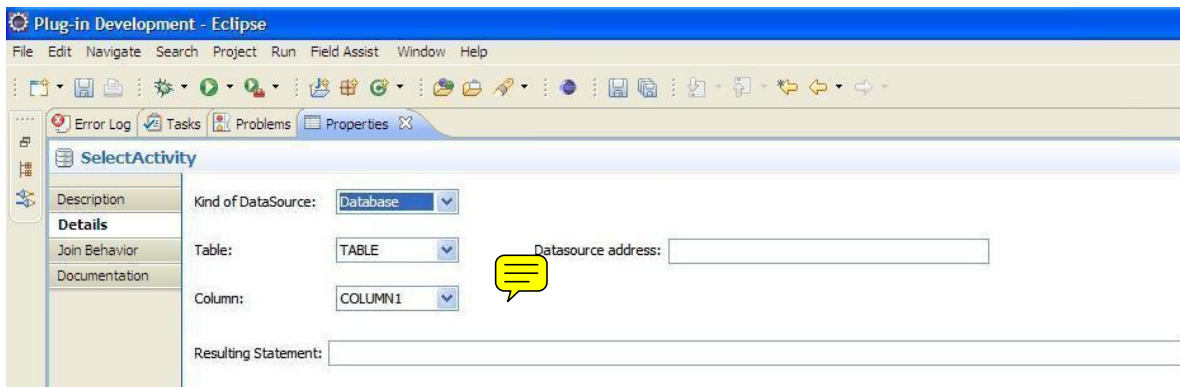 Plug-in Development - Eclipse
File Edit Navigate Search Project Run Field Assist Window Help
Error Log Tasks Problems Properties
SelectActivity
Description
Details
Join Behavior
Documentation
Kind of DataSource: Database
Table: TABLE Datasource address:
Column: COLUMN1
Resulting Statement: